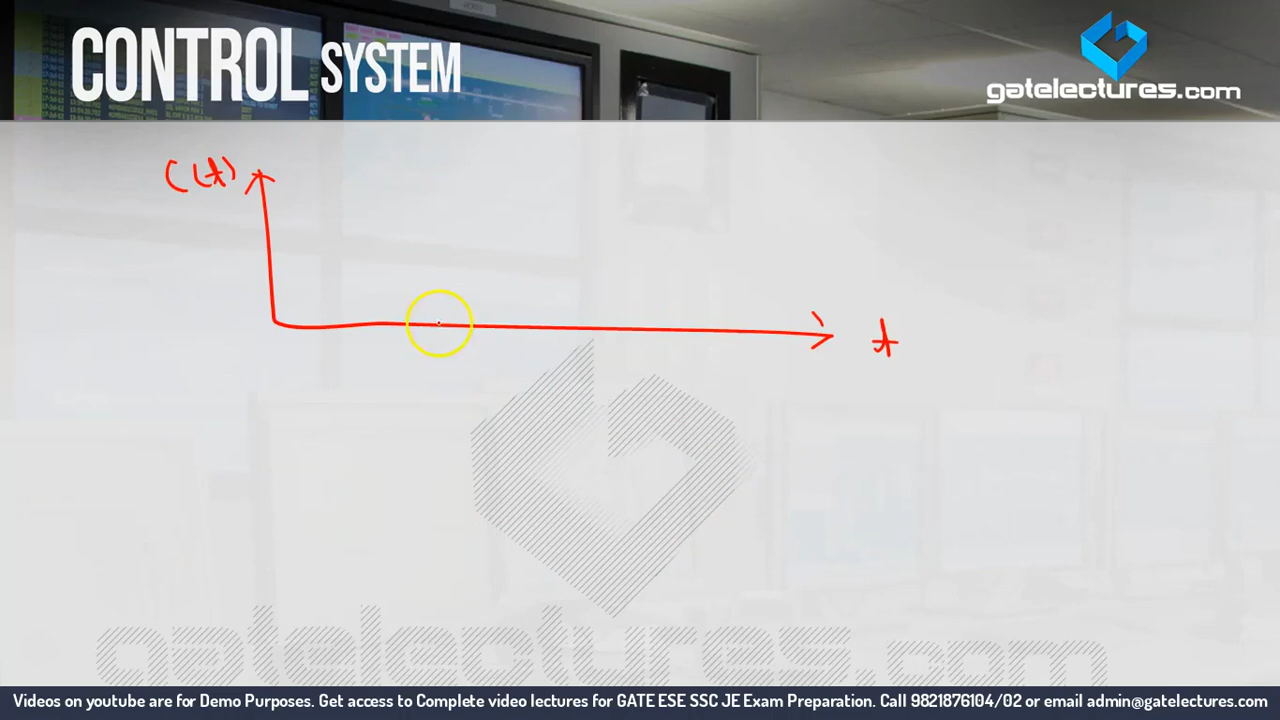 CONTROL SYSTEM
gatelectures.com
C(t)
t
gatelectures.com
Videos on youtube are for Demo Purposes. Get access to Complete video lectures for GATE ESE SSC JE Exam Preparation. Call 9821876104/02 or email admin@gatelectures.com